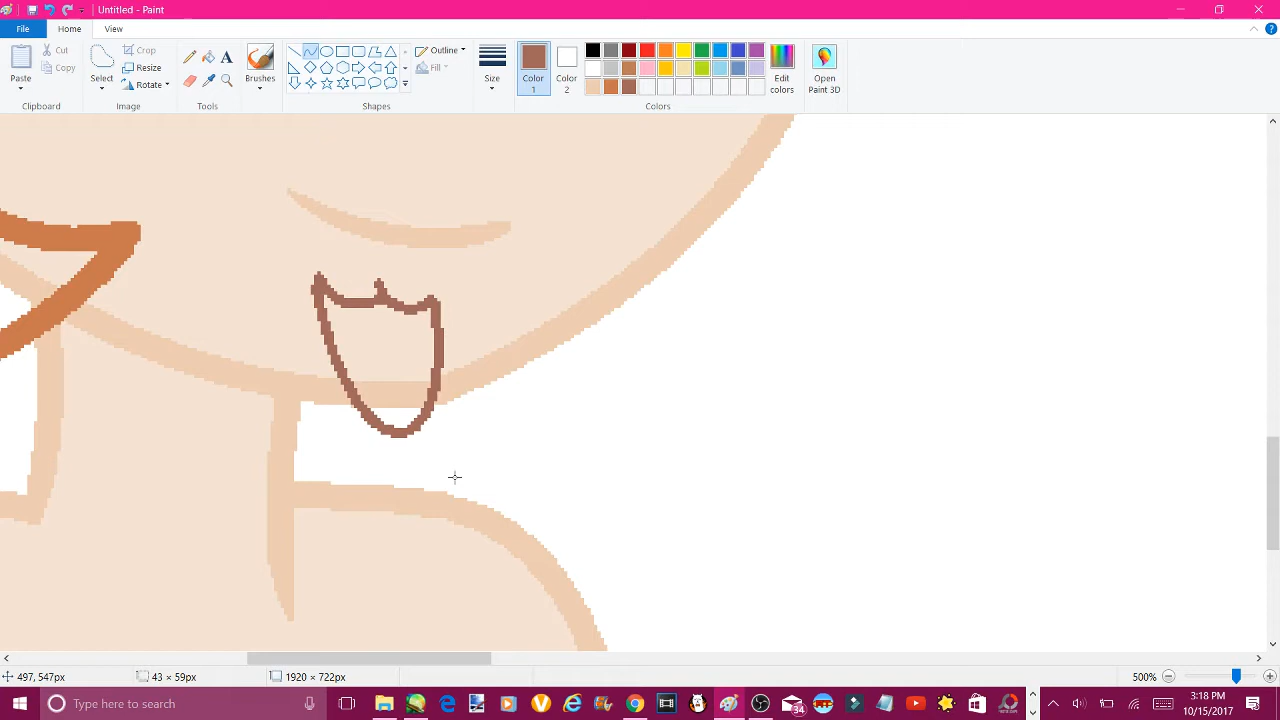 Untitled - Paint
File Home View
Paste
Cut
Copy
Clipboard
Select
Crop
Resize
Rotate
Image
Tools
Brushes
Shapes
Outline
Fill
Size
Color 1
Color 2
Edit colors
Colors
Open Paint 3D
497, 547px
43 × 59px
1920 × 722px
500%
Type here to search
34
3:18 PM
10/15/2017